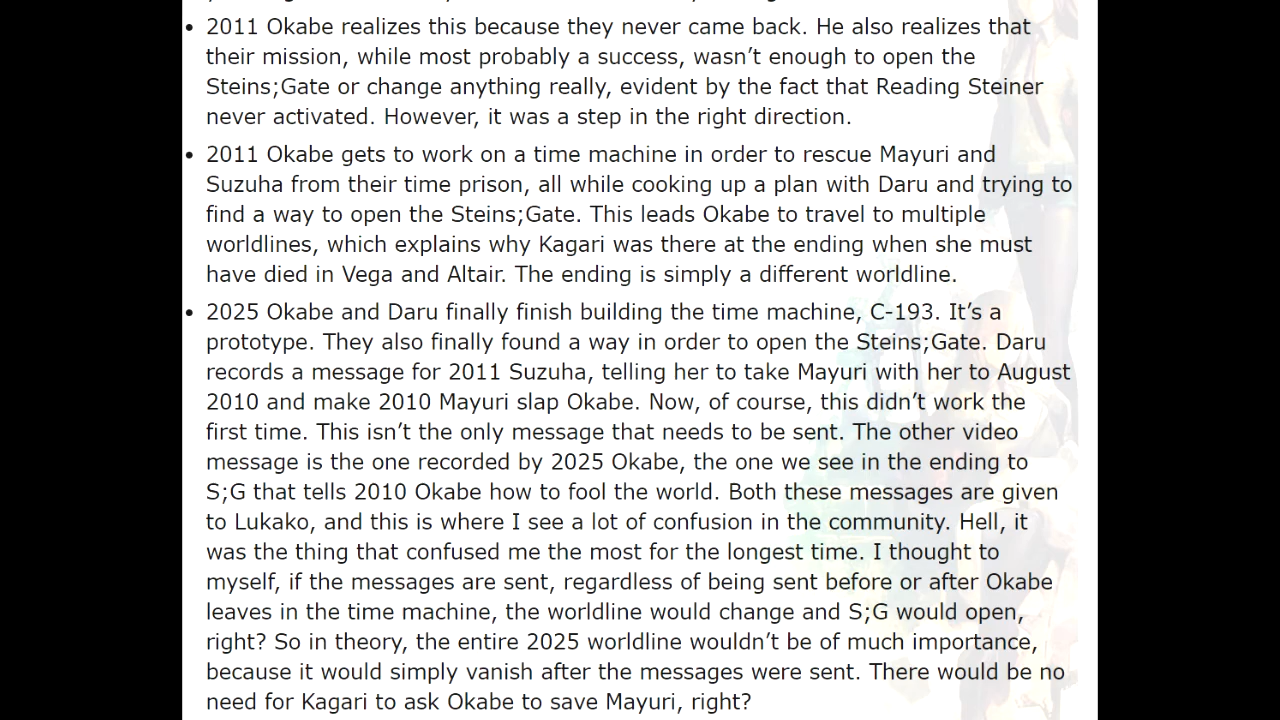 • 2011 Okabe realizes this because they never came back. He also realizes that
their mission, while most probably a success, wasn’t enough to open the
Steins;Gate or change anything really, evident by the fact that Reading Steiner
never activated. However, it was a step in the right direction.
• 2011 Okabe gets to work on a time machine in order to rescue Mayuri and
Suzuha from their time prison, all while cooking up a plan with Daru and trying to
find a way to open the Steins;Gate. This leads Okabe to travel to multiple
worldlines, which explains why Kagari was there at the ending when she must
have died in Vega and Altair. The ending is simply a different worldline.
• 2025 Okabe and Daru finally finish building the time machine, C-193. It’s a
prototype. They also finally found a way in order to open the Steins;Gate. Daru
records a message for 2011 Suzuha, telling her to take Mayuri with her to August
2010 and make 2010 Mayuri slap Okabe. Now, of course, this didn’t work the
first time. This isn’t the only message that needs to be sent. The other video
message is the one recorded by 2025 Okabe, the one we see in the ending to
S;G that tells 2010 Okabe how to fool the world. Both these messages are given
to Lukako, and this is where I see a lot of confusion in the community. Hell, it
was the thing that confused me the most for the longest time. I thought to
myself, if the messages are sent, regardless of being sent before or after Okabe
leaves in the time machine, the worldline would change and S;G would open,
right? So in theory, the entire 2025 worldline wouldn’t be of much importance,
because it would simply vanish after the messages were sent. There would be no
need for Kagari to ask Okabe to save Mayuri, right?